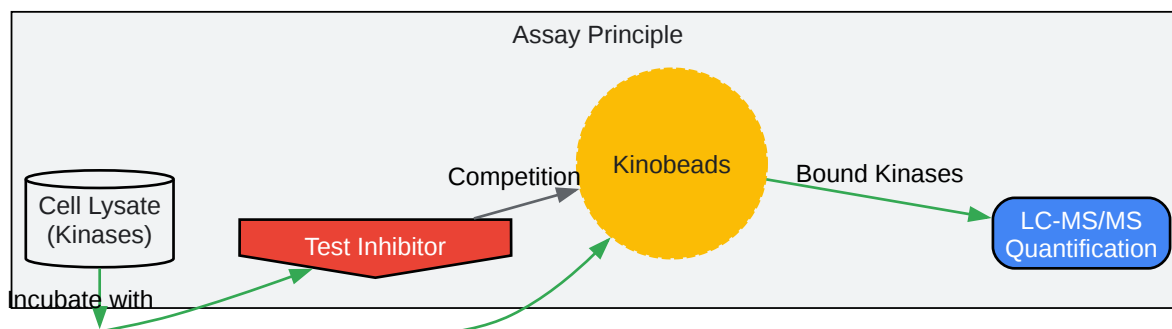 Assay Principle
Kinobeads
Competition
Bound Kinases
Cell Lysate
(Kinases)
Test Inhibitor
LC-MS/MS
Quantification
Incubate with